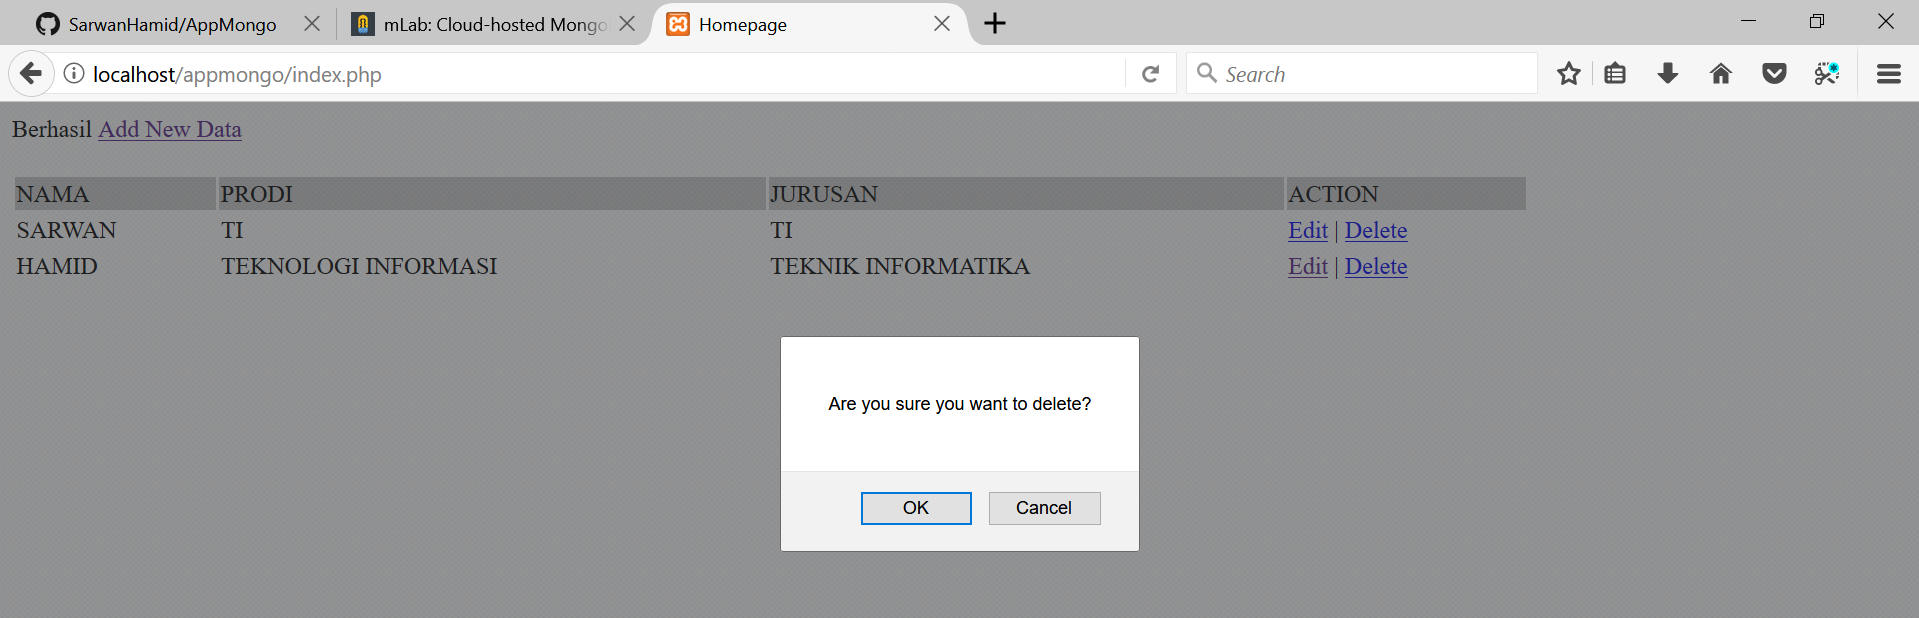 SarwanHamid/AppMongo mLab: Cloud-hosted Mongo Homepage
localhost/appmongo/index.php Search
Berhasil Add New Data
NAMA PRODI JURUSAN ACTION
SARWAN TI TI Edit | Delete
HAMID TEKNOLOGI INFORMASI TEKNIK INFORMATIKA Edit | Delete
Are you sure you want to delete?
OK Cancel